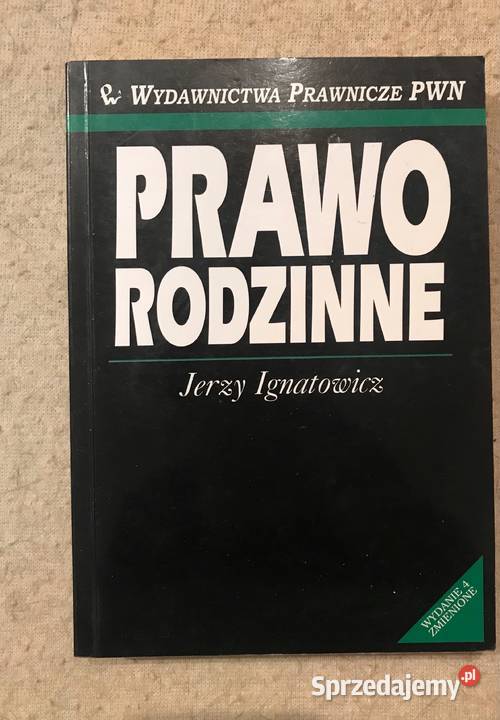 WYDAWNICTWA PRAWNICZE PWN
PRAWO
RODZINNE
Jerzy Ignatowicz
WYDANIE 4
ZMIENIONE
Sprzedajemy.pl